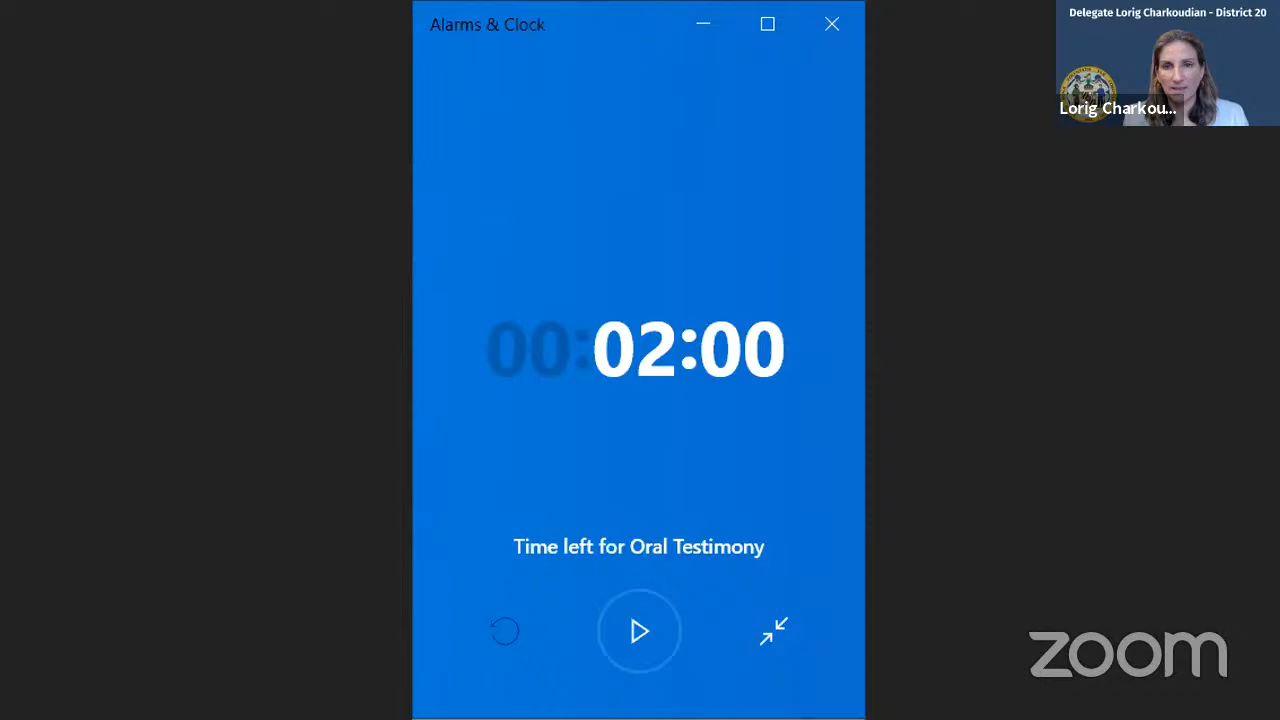 Alarms & Clock
Delegate Lorig Charkoudian - District 20
Lorig Charkou...
00:02:00
Time left for Oral Testimony
zoom